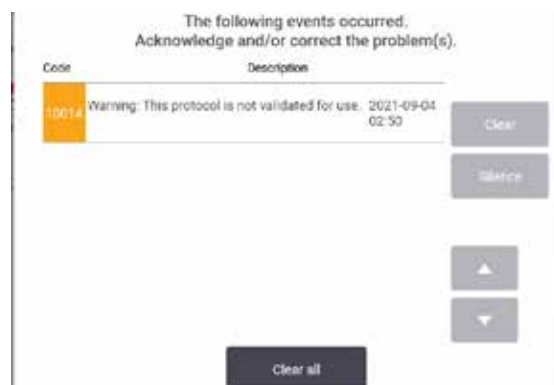 The following events occurred.
Acknowledge and/or correct the problem(s).
Code Description
10014 Warning: This protocol is not validated for use. 2021-09-04
02:50
Clear
Silence
Clear all